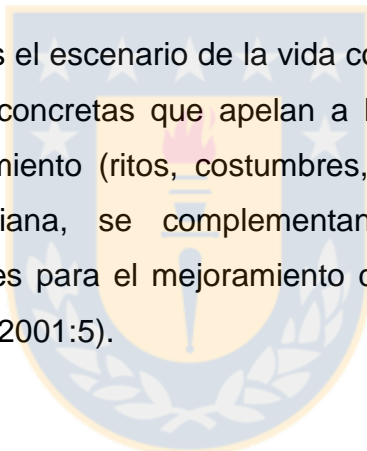 s el escenario de la vida co
concretas que apelan a
miento (ritos, costumbres,
iana, se complementan
es para el mejoramiento
2001:5).